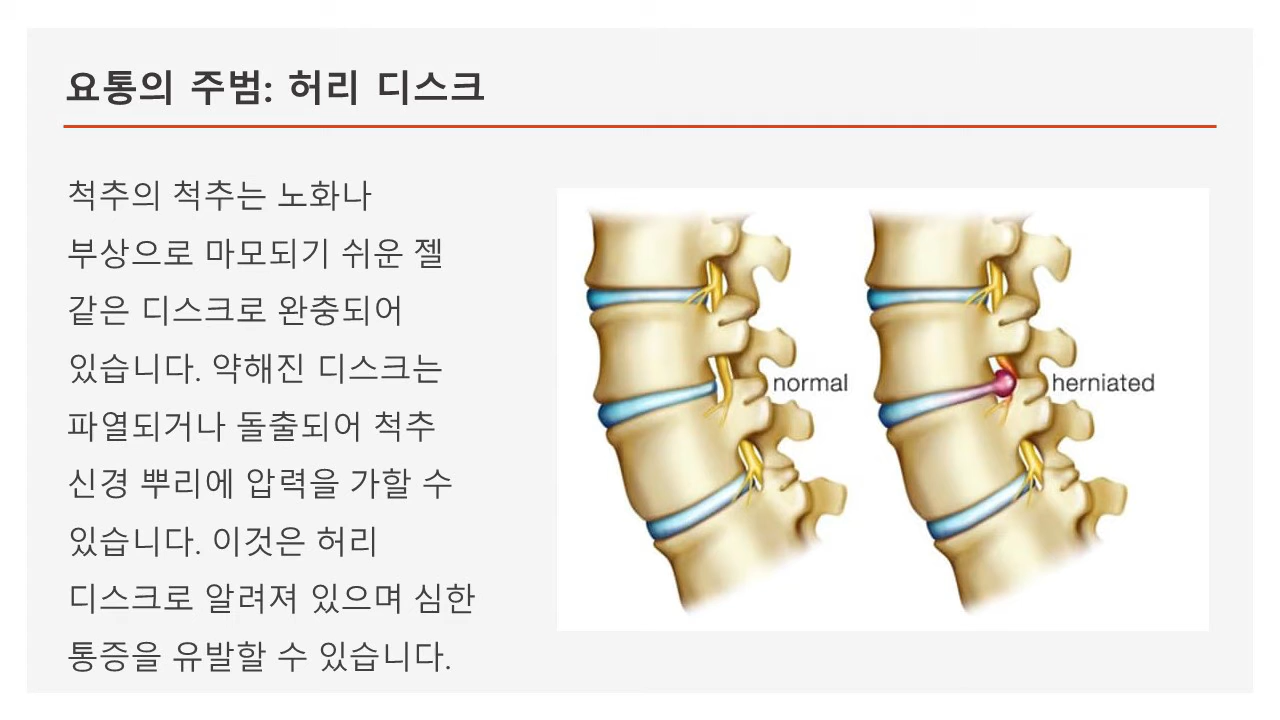 요통의 주범: 허리 디스크
척추의 척추는 노화나
부상으로 마모되기 쉬운 젤
같은 디스크로 완충되어
있습니다. 약해진 디스크는
파열되거나 돌출되어 척추
신경 뿌리에 압력을 가할 수
있습니다. 이것은 허리
디스크로 알려져 있으며 심한
통증을 유발할 수 있습니다.
normal
herniated